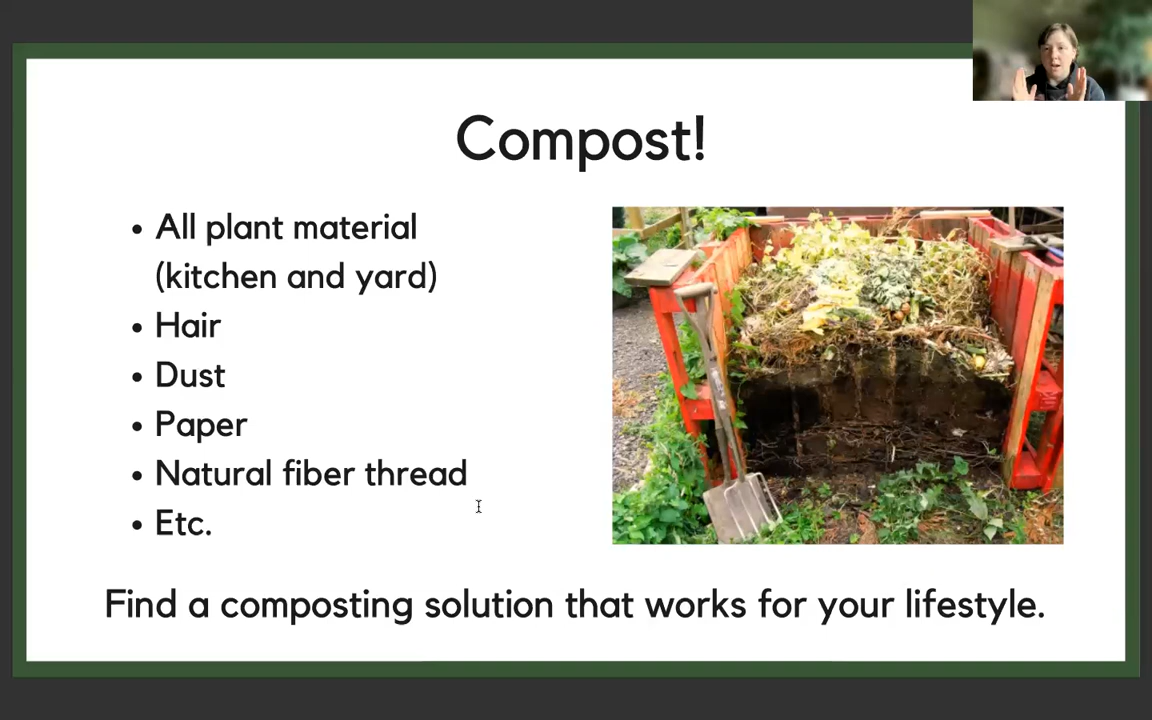 Compost!
• All plant material
(kitchen and yard)
• Hair
• Dust
• Paper
• Natural fiber thread
• Etc.
Find a composting solution that works for your lifestyle.